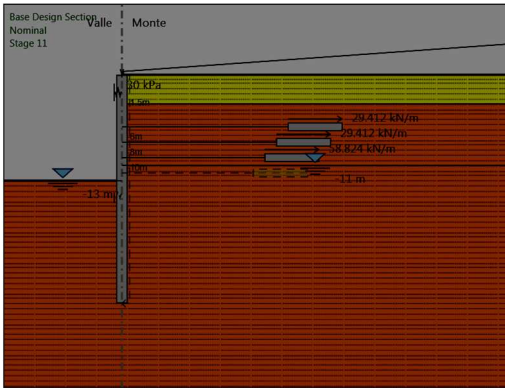 Base Design Section
Valle
Monte
Nominal
Stage 11
30 kPa
29.412 kN/m
29.412 kN/m
58.824 kN/m
-10m
-11 m
-13 m